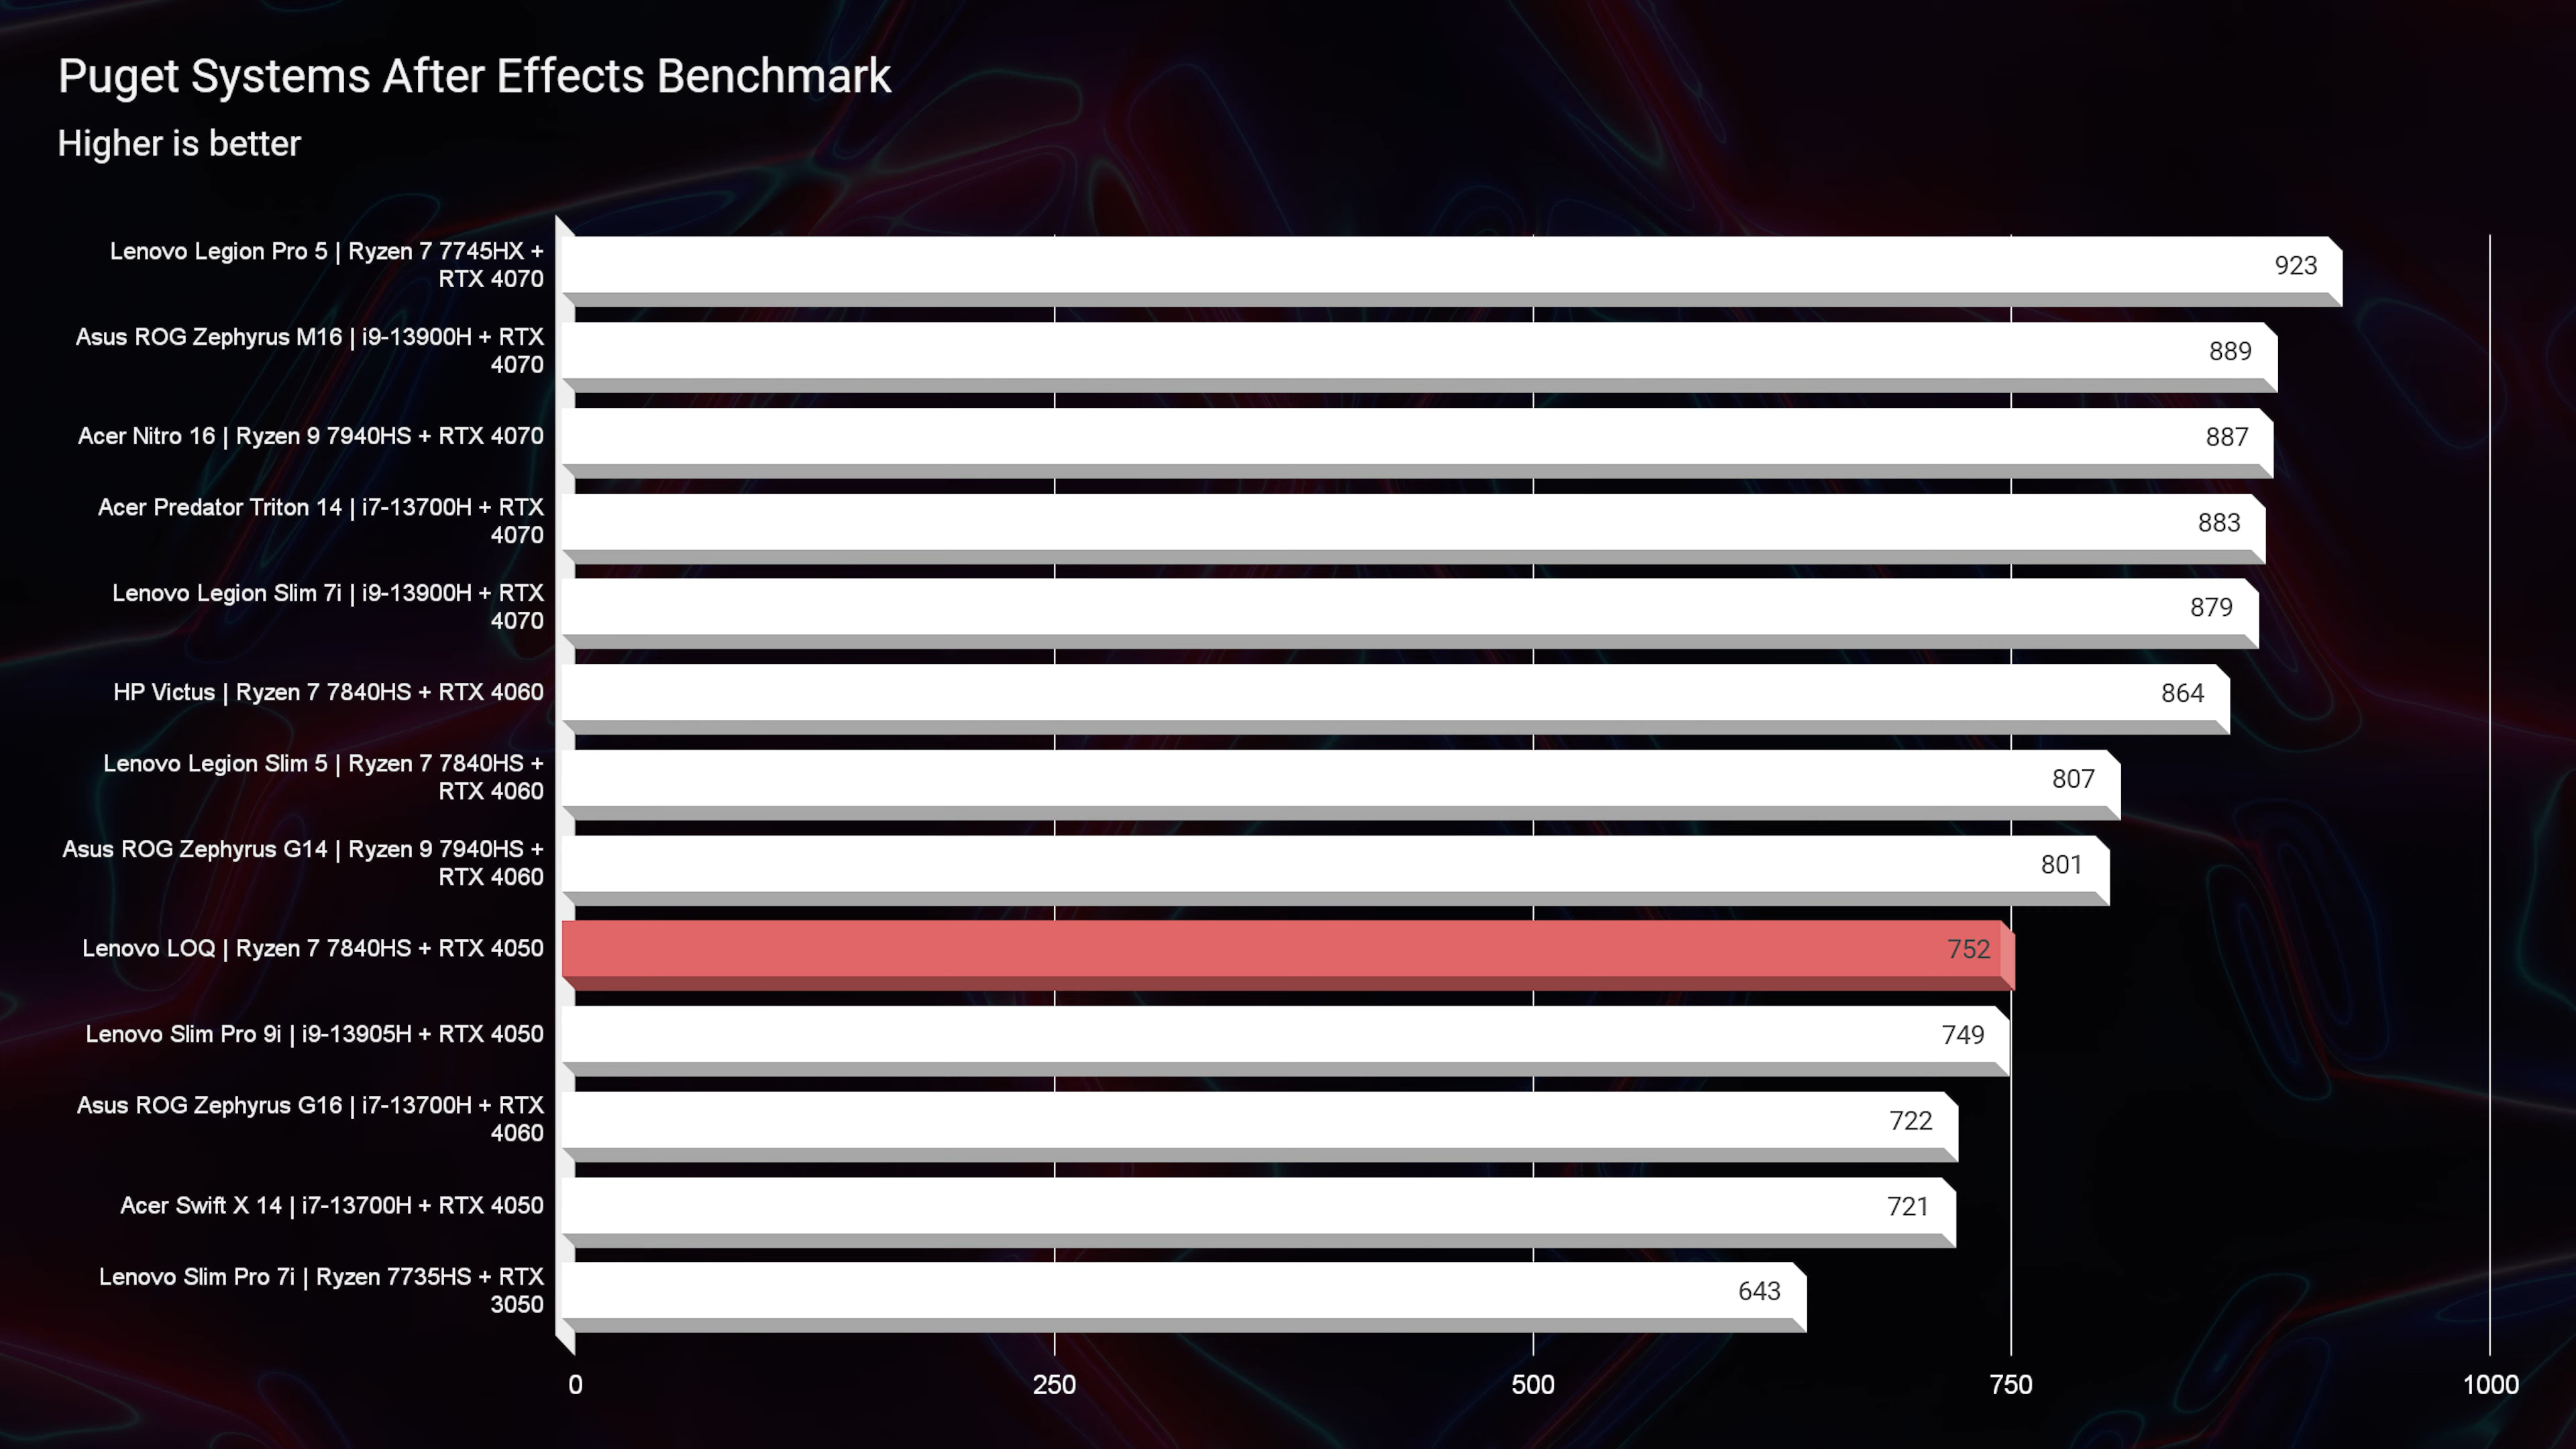 Puget Systems After Effects Benchmark
Higher is better
Lenovo Legion Pro 5 | Ryzen 7 7745HX +
RTX 4070
923
Asus ROG Zephyrus M16 | i9-13900H + RTX
4070
889
Acer Nitro 16 | Ryzen 9 7940HS + RTX 4070
887
Acer Predator Triton 14 | i7-13700H + RTX
4070
883
Lenovo Legion Slim 7i | i9-13900H + RTX
4070
879
HP Victus | Ryzen 7 7840HS + RTX 4060
864
Lenovo Legion Slim 5 | Ryzen 7 7840HS +
RTX 4060
807
Asus ROG Zephyrus G14 | Ryzen 9 7940HS +
RTX 4060
801
Lenovo LOQ | Ryzen 7 7840HS + RTX 4050
752
Lenovo Slim Pro 9i | i9-13905H + RTX 4050
749
Asus ROG Zephyrus G16 | i7-13700H + RTX
4060
722
Acer Swift X 14 | i7-13700H + RTX 4050
721
Lenovo Slim Pro 7i | Ryzen 7735HS + RTX
3050
643
0 250 500 750 1000